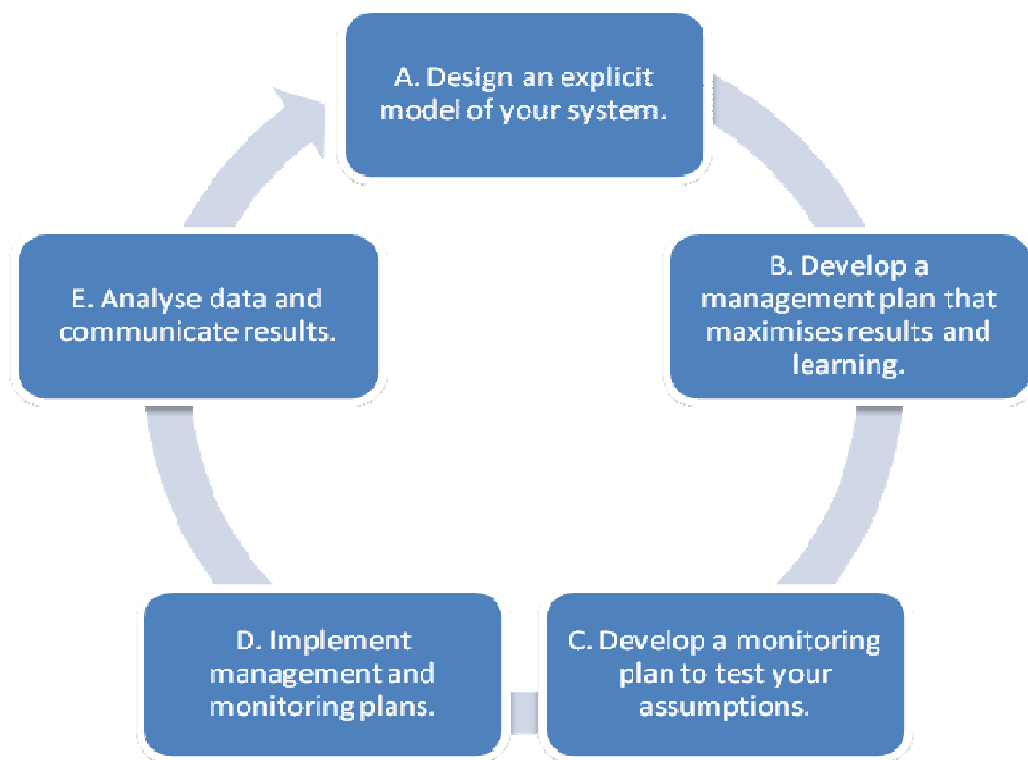 A. Design an explicit
model of your system.
B. Develop a
management plan that
maximises results and
learning.
C. Develop a monitoring
plan to test your
assumptions.
D. Implement
management and
monitoring plans.
E. Analyse data and
communicate results.